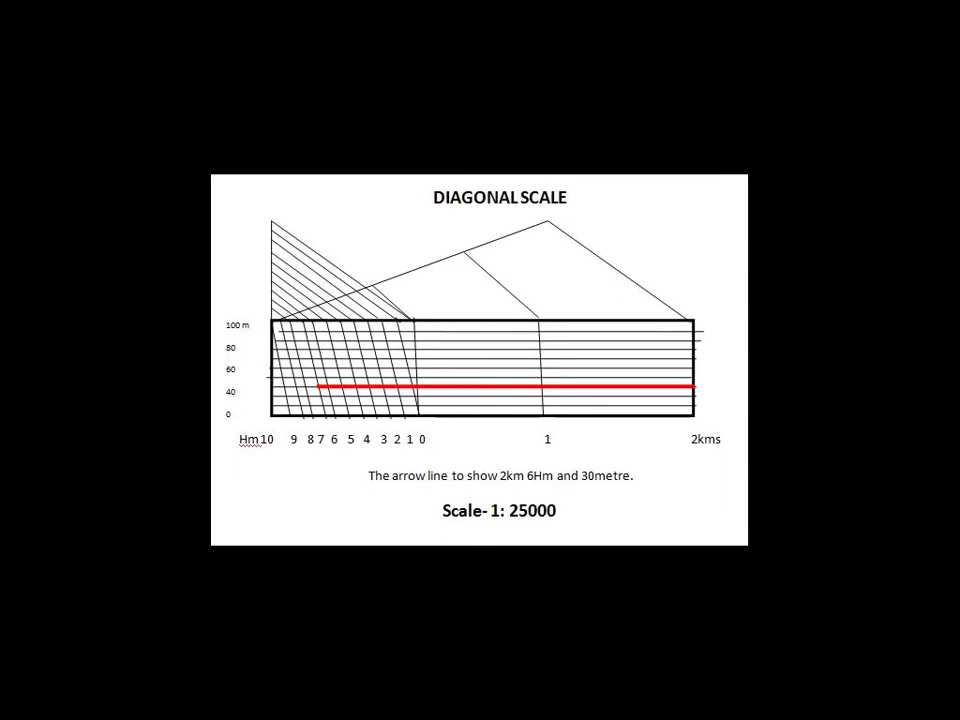 DIAGONAL SCALE
100 m
80
60
40
0
Hm 10 9 8 7 6 5 4 3 2 1 0 1 2kms
The arrow line to show 2km 6Hm and 30metre.
Scale- 1: 25000